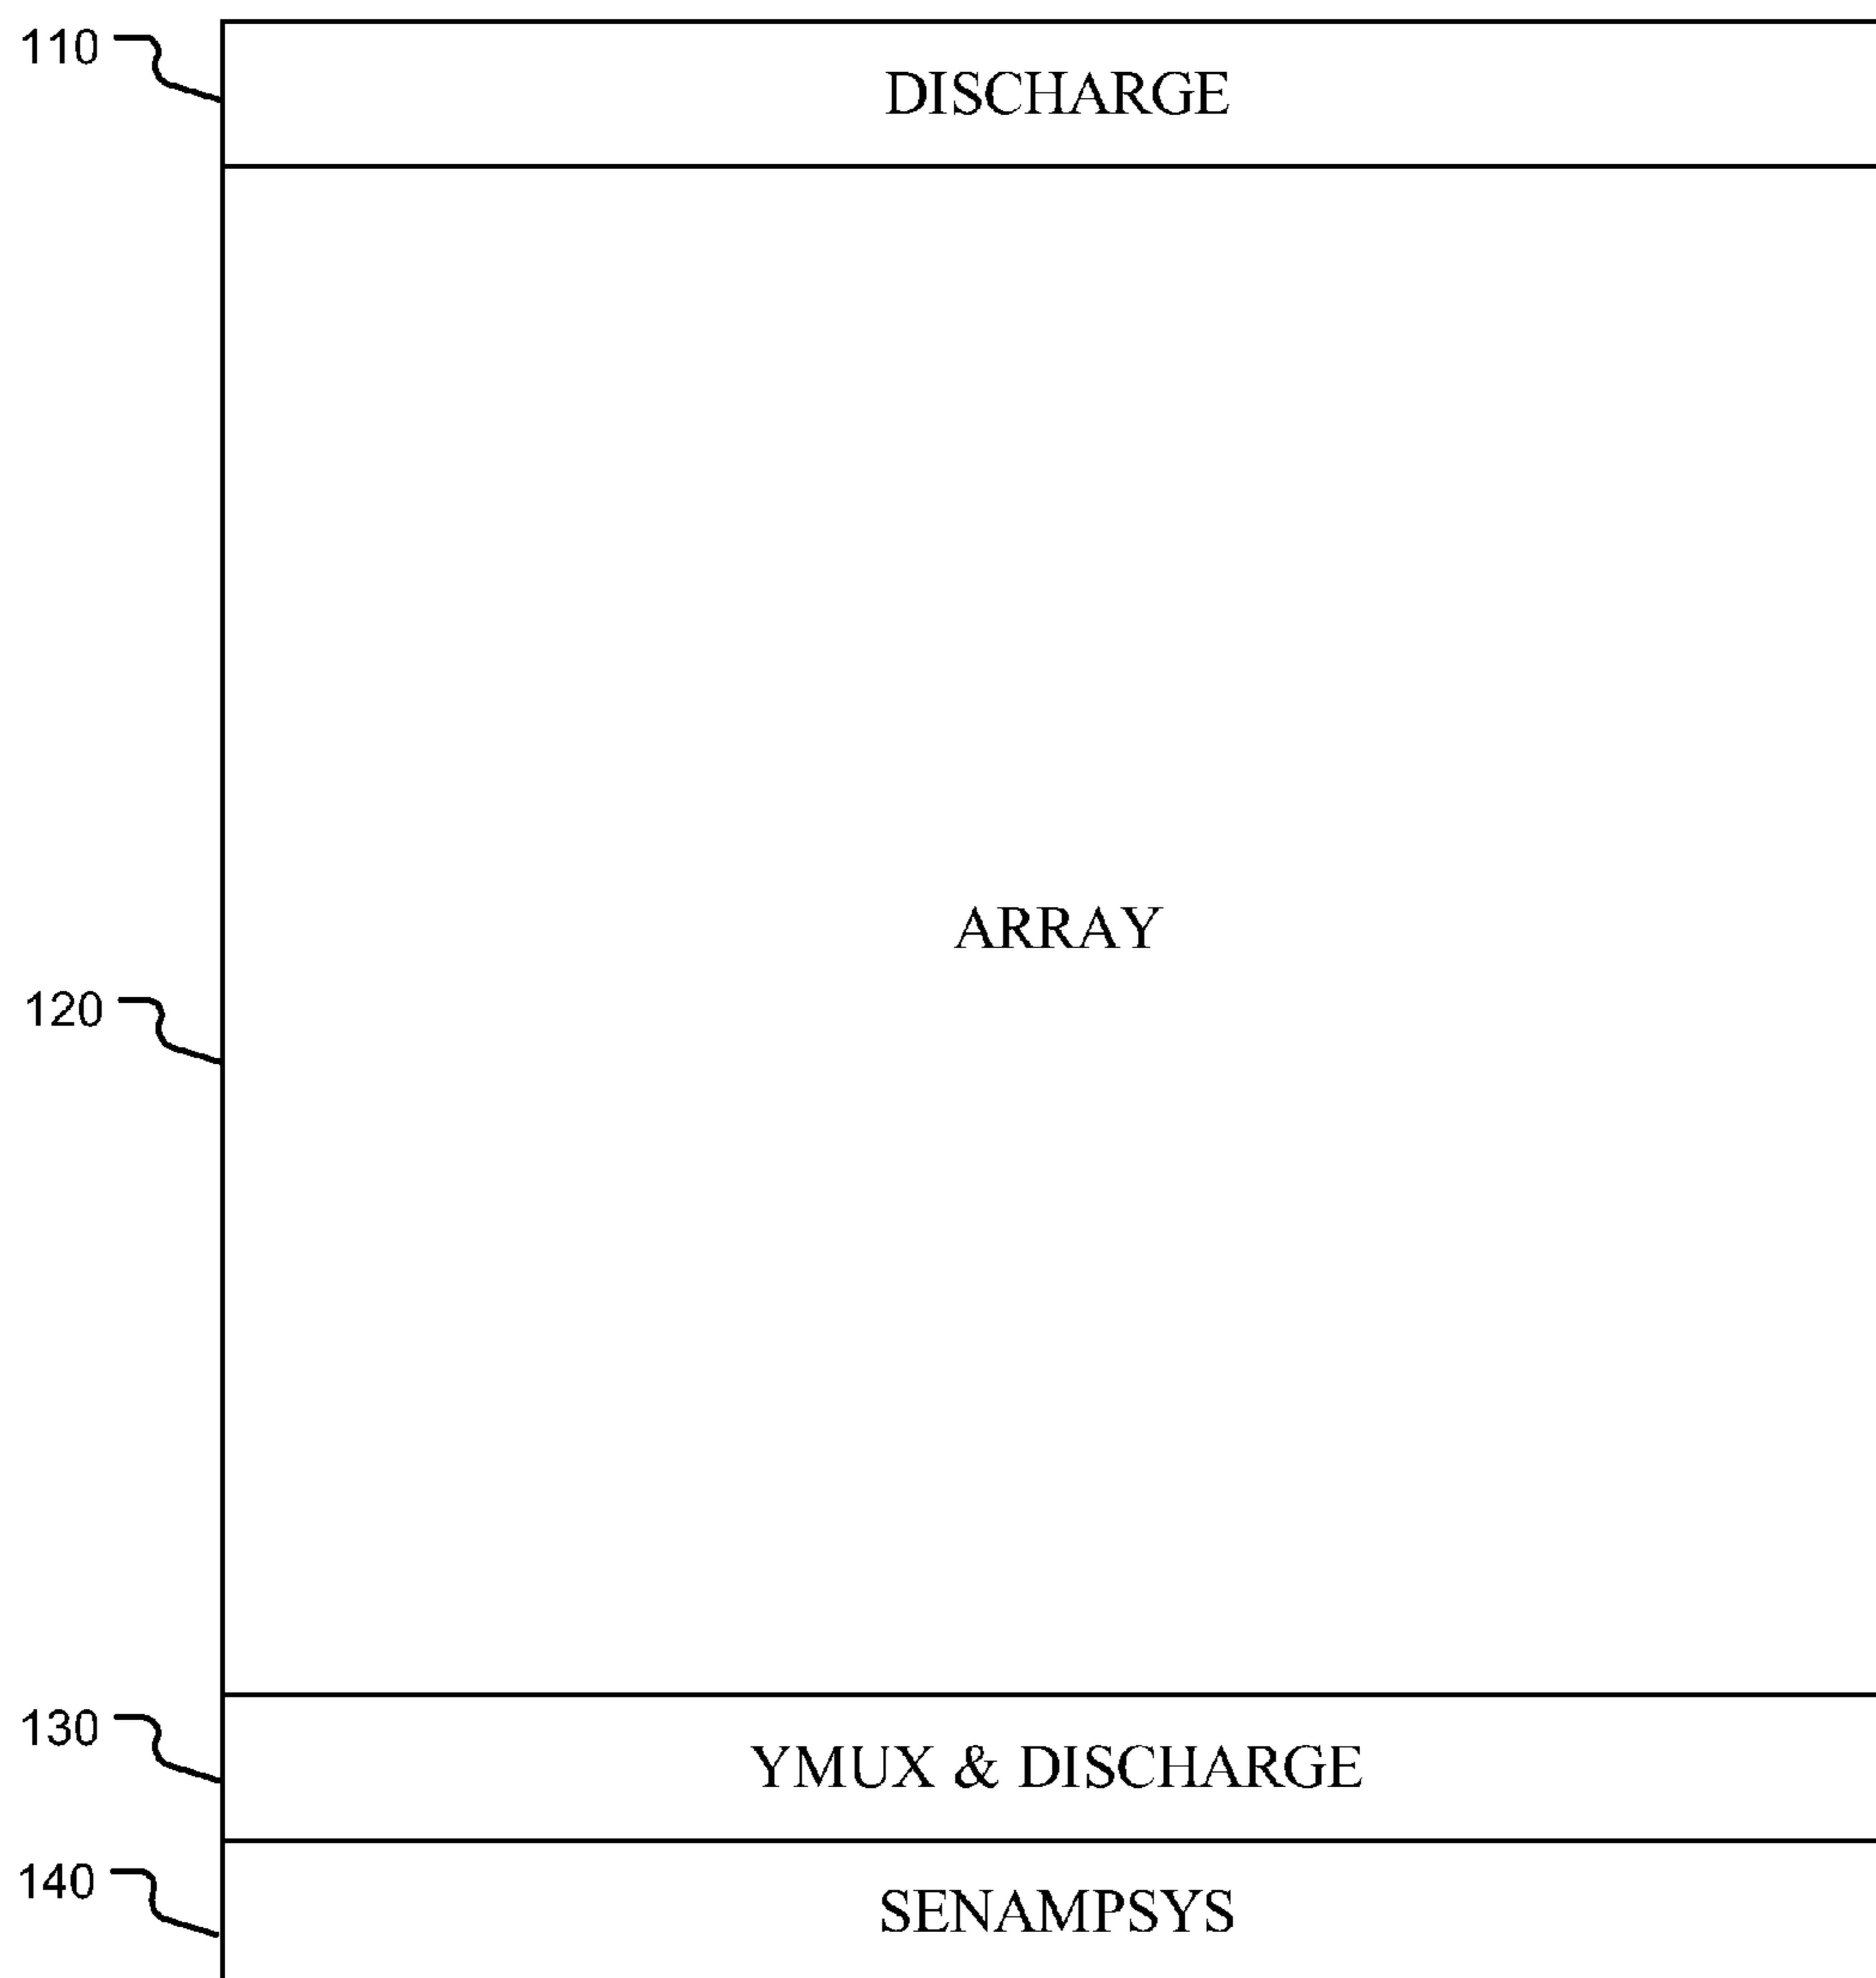 110
DISCHARGE
ARRAY
120
130
YMUX & DISCHARGE
140
SENAMPSYS